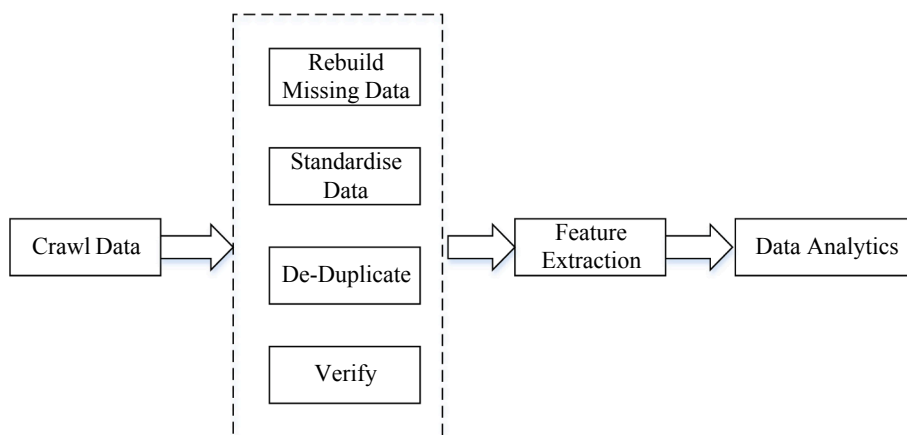 Rebuild
Missing Data
Standardise
Data
Crawl Data
De-Duplicate
Verify
Feature
Extraction
Data Analytics